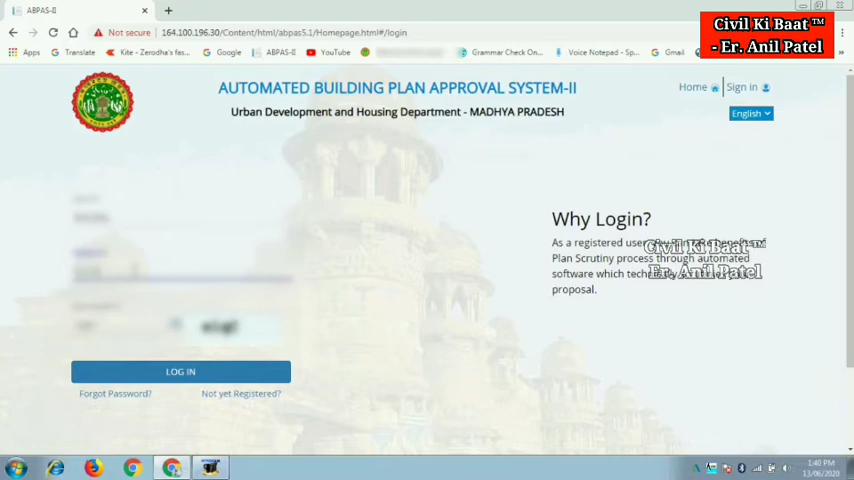 ABPAS-II
Not secure | 164.100.196.30/Content/html/abpas5.1/Homepage.html#/login
Apps Translate Kite - Zerodha's fas... Google ABPAS-II YouTube Grammar Check On... Voice Notepad - Sp... Gmail »
Civil Ki Baat ™
- Er. Anil Patel
AUTOMATED BUILDING PLAN APPROVAL SYSTEM-II
Urban Development and Housing Department - MADHYA PRADESH
Home Sign in
English
Why Login?
As a registered user
Civil Ki Baat ™
Plan Scrutiny process through automated
software which
Er. Anil Patel
proposal.
LOG IN
Forgot Password? Not yet Registered?
1:40 PM
13/06/2020